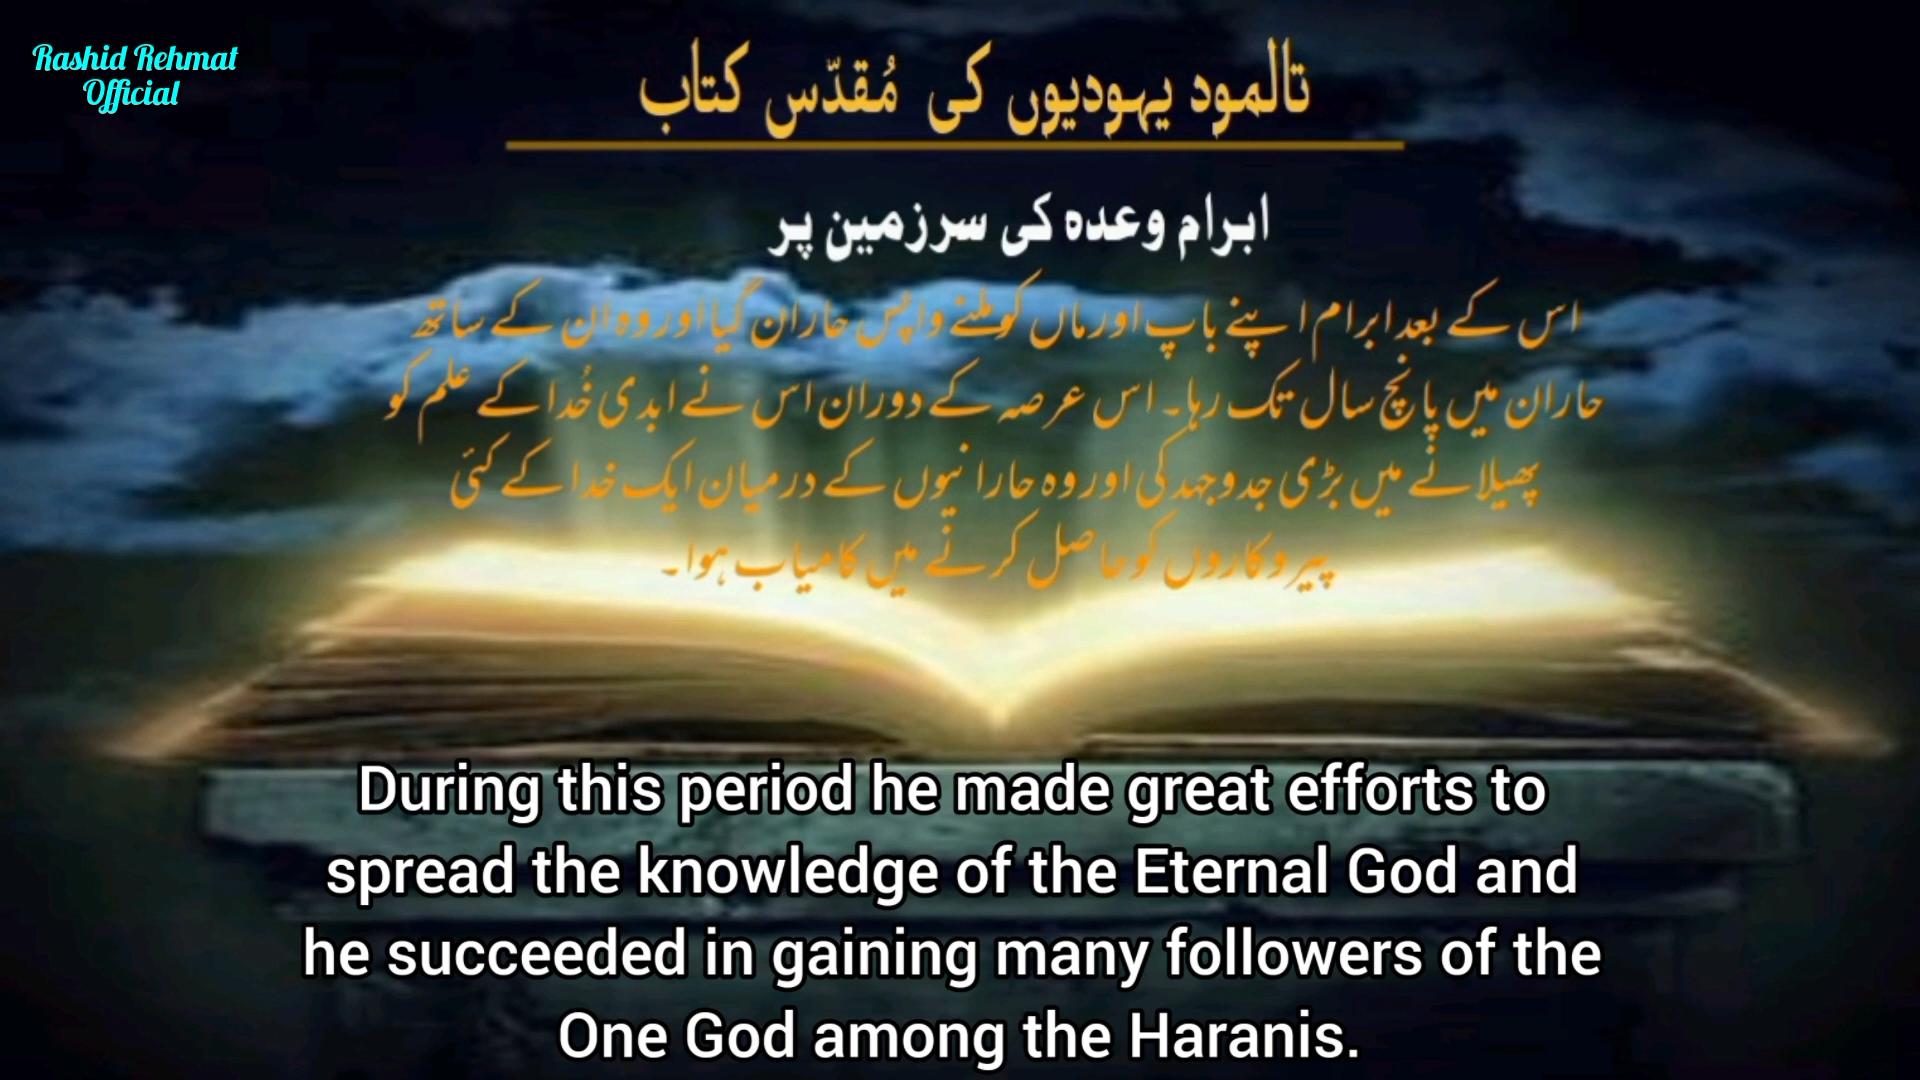 Rashid Rehmat
Official
تالمود یہودیوں کی مُقدّس کتاب
ابرام وعدہ کی سرزمین پر
اس کے بعد ابرام اپنے باپ اور ماں کو ملنے واپس حاران گیا اور وہ ان کے ساتھ
حاران میں پانچ سال تک رہا۔ اس عرصہ کے دوران اس نے ابدی خُدا کے علم کو
پھیلانے میں بڑی جدوجہد کی اور وہ حارانیوں کے درمیان ایک خدا کے کئی
پیروکاروں کو حاصل کرنے میں کامیاب ہوا۔
During this period he made great efforts to
spread the knowledge of the Eternal God and
he succeeded in gaining many followers of the
One God among the Haranis.